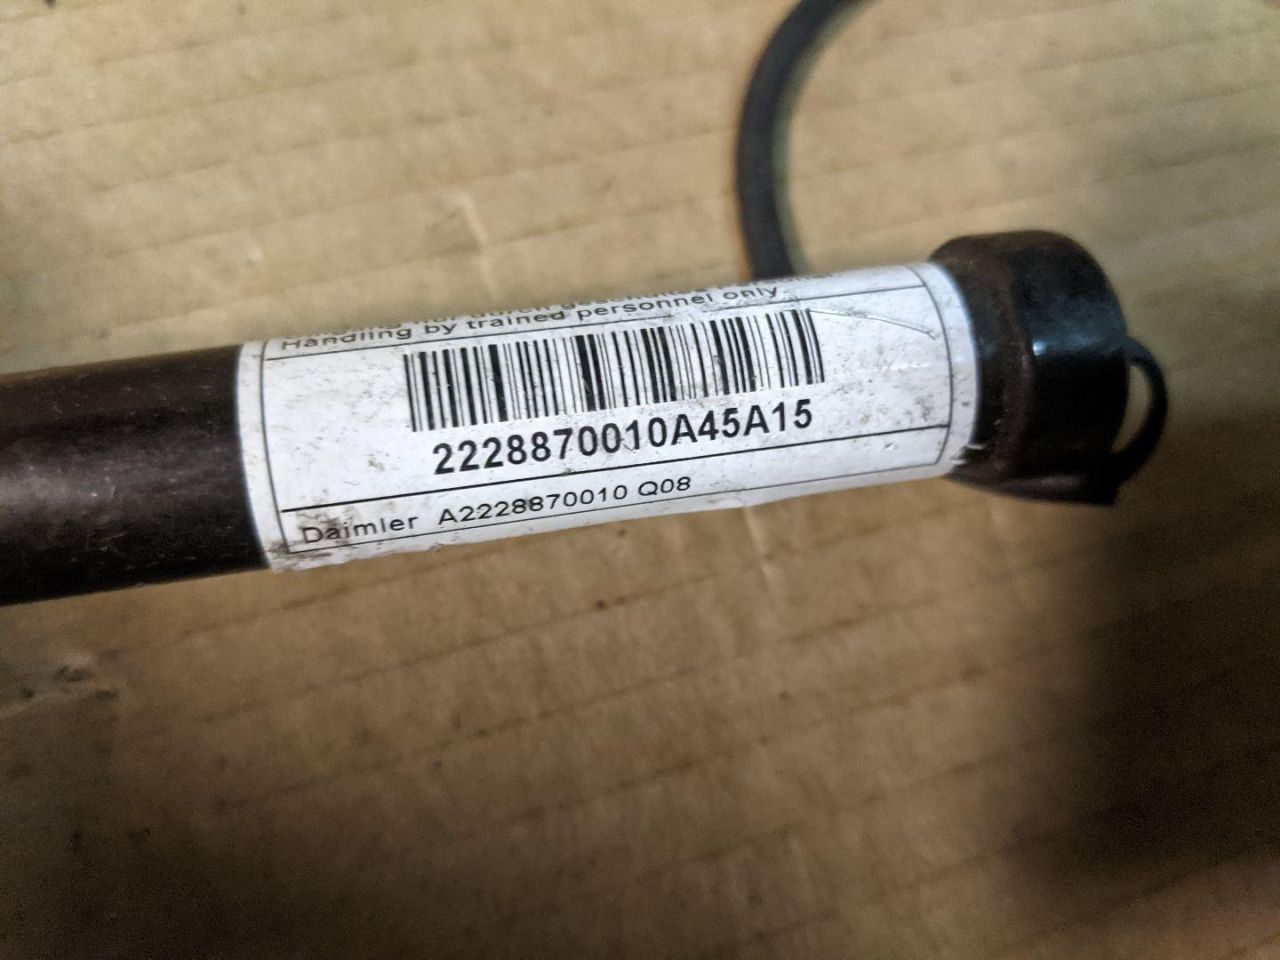 Handling by trained personnel only
2228870010A45A15
Daimler A2228870010 Q08